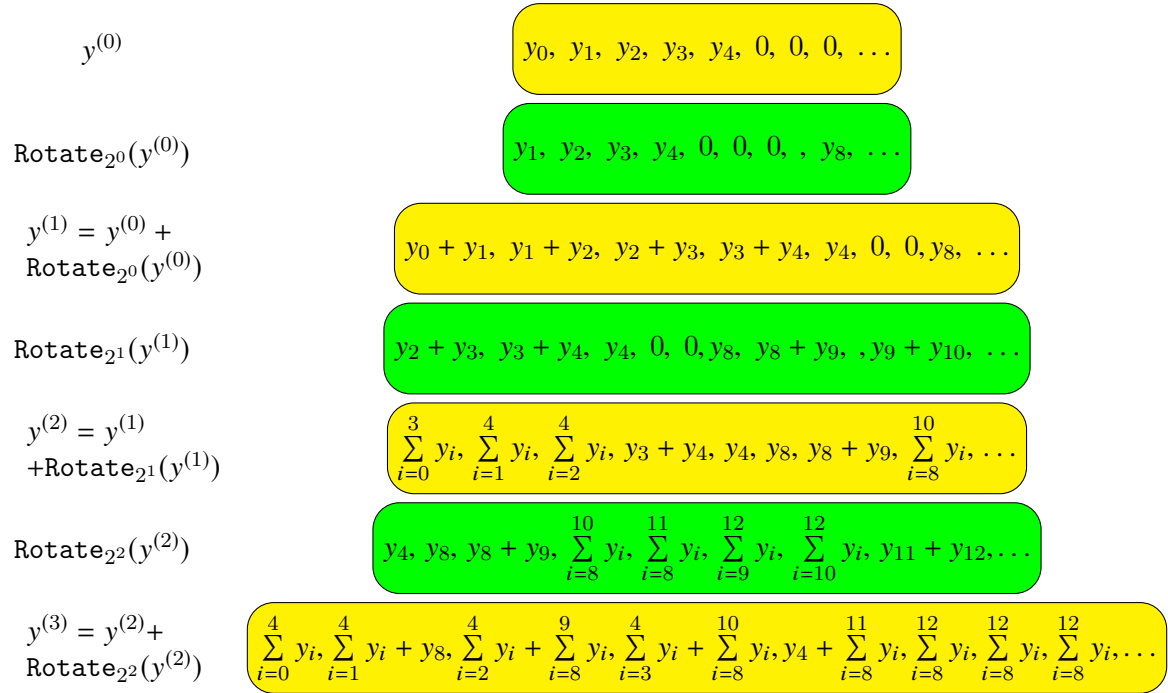 y^{(0)} y_0, y_1, y_2, y_3, y_4, 0, 0, 0, …
Rotate_{2^0}(y^{(0)}) y_1, y_2, y_3, y_4, 0, 0, 0, , y_8, …
y^{(1)} = y^{(0)} +
Rotate_{2^0}(y^{(0)}) y_0 + y_1, y_1 + y_2, y_2 + y_3, y_3 + y_4, y_4, 0, 0, y_8, …
Rotate_{2^1}(y^{(1)}) y_2 + y_3, y_3 + y_4, y_4, 0, 0, y_8, y_8 + y_9, , y_9 + y_{10}, …
y^{(2)} = y^{(1)}
+Rotate_{2^1}(y^{(1)}) \sum_{i=0}^{3} y_i, \sum_{i=1}^{4} y_i, \sum_{i=2}^{4} y_i, y_3 + y_4, y_4, y_8, y_8 + y_9, \sum_{i=8}^{10} y_i, …
Rotate_{2^2}(y^{(2)}) y_4, y_8, y_8 + y_9, \sum_{i=8}^{10} y_i, \sum_{i=8}^{11} y_i, \sum_{i=9}^{12} y_i, \sum_{i=10}^{12} y_i, y_{11} + y_{12}, …
y^{(3)} = y^{(2)}+
Rotate_{2^2}(y^{(2)}) \sum_{i=0}^{4} y_i, \sum_{i=1}^{4} y_i + y_8, \sum_{i=2}^{4} y_i + \sum_{i=8}^{9} y_i, \sum_{i=3}^{4} y_i + \sum_{i=8}^{10} y_i, y_4 + \sum_{i=8}^{11} y_i, \sum_{i=8}^{12} y_i, \sum_{i=8}^{12} y_i, \sum_{i=8}^{12} y_i, …